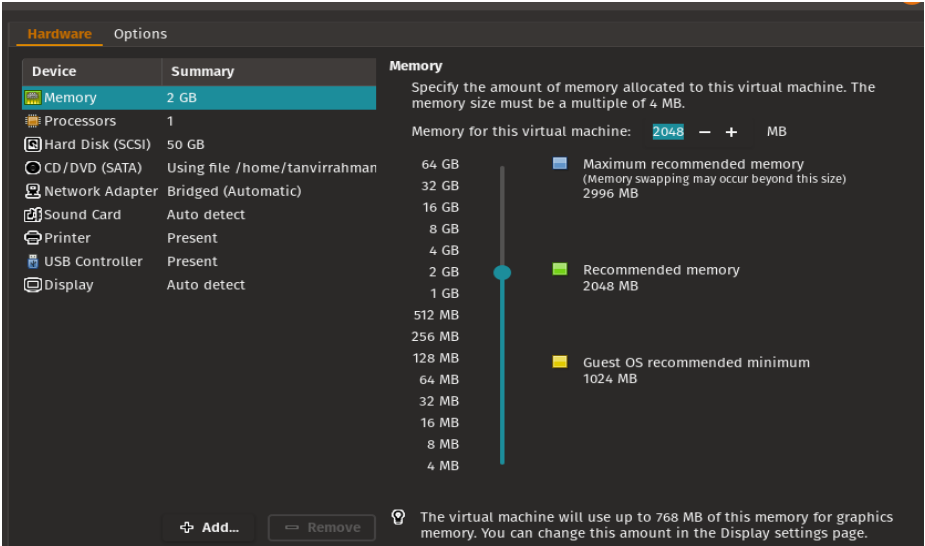 Hardware Options
Device Summary
Memory 2 GB
Processors 1
Hard Disk (SCSI) 50 GB
CD/DVD (SATA) Using file /home/tanvirrahman
Network Adapter Bridged (Automatic)
Sound Card Auto detect
Printer Present
USB Controller Present
Display Auto detect
Add...
Remove
Memory
Specify the amount of memory allocated to this virtual machine. The
memory size must be a multiple of 4 MB.
Memory for this virtual machine: 2048 − + MB
64 GB
32 GB
16 GB
8 GB
4 GB
2 GB
1 GB
512 MB
256 MB
128 MB
64 MB
32 MB
16 MB
8 MB
4 MB
Maximum recommended memory
(Memory swapping may occur beyond this size)
2996 MB
Recommended memory
2048 MB
Guest OS recommended minimum
1024 MB
The virtual machine will use up to 768 MB of this memory for graphics
memory. You can change this amount in the Display settings page.